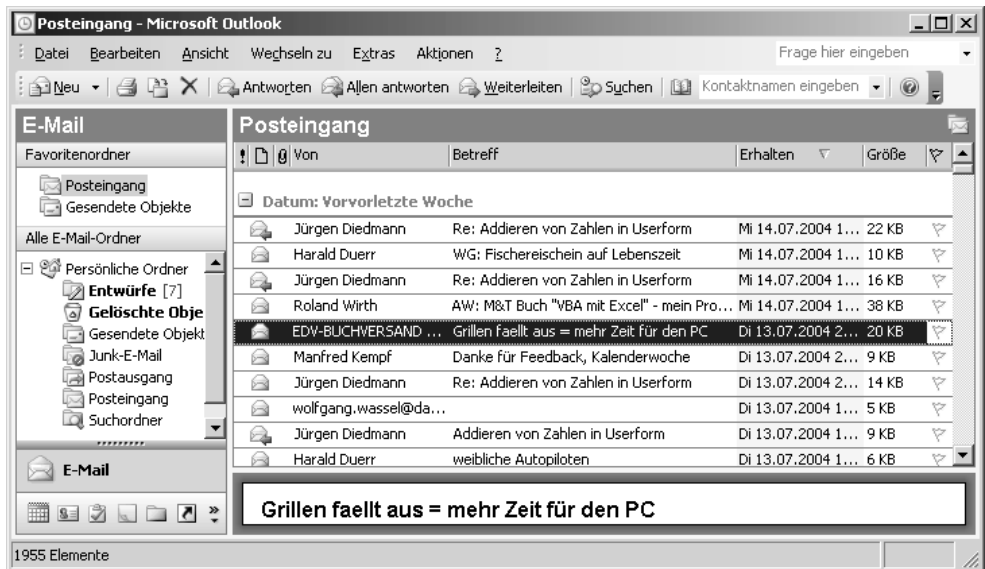 Posteingang - Microsoft Outlook
Datei Bearbeiten Ansicht Wechseln zu Extras Aktionen ? Frage hier eingeben
Neu Antworten Allen antworten Weiterleiten Suchen Kontaktnamen eingeben
E-Mail
Favoritenordner
Posteingang
Gesendete Objekte
Alle E-Mail-Ordner
Persönliche Ordner
Entwürfe [7]
Gelöschte Obje
Gesendete Objekt
Junk-E-Mail
Postausgang
Posteingang
Suchordner
E-Mail
Posteingang
Von Betreff Erhalten Größe
Datum: Vorvorletzte Woche
Jürgen Diedmann Re: Addieren von Zahlen in Userform Mi 14.07.2004 1... 22 KB
Harald Duerr WG: Fischereischein auf Lebenszeit Mi 14.07.2004 1... 10 KB
Jürgen Diedmann Re: Addieren von Zahlen in Userform Mi 14.07.2004 1... 16 KB
Roland Wirth AW: M&T Buch "VBA mit Excel" - mein Pro... Mi 14.07.2004 1... 38 KB
EDV-BUCHVERSAND ... Grillen faellt aus = mehr Zeit für den PC Di 13.07.2004 2... 20 KB
Manfred Kempf Danke für Feedback, Kalenderwoche Di 13.07.2004 2... 9 KB
Jürgen Diedmann Re: Addieren von Zahlen in Userform Di 13.07.2004 2... 14 KB
wolfgang.wassel@da... Di 13.07.2004 1... 5 KB
Jürgen Diedmann Addieren von Zahlen in Userform Di 13.07.2004 1... 9 KB
Harald Duerr weibliche Autopiloten Di 13.07.2004 1... 6 KB
Grillen faellt aus = mehr Zeit für den PC
1955 Elemente